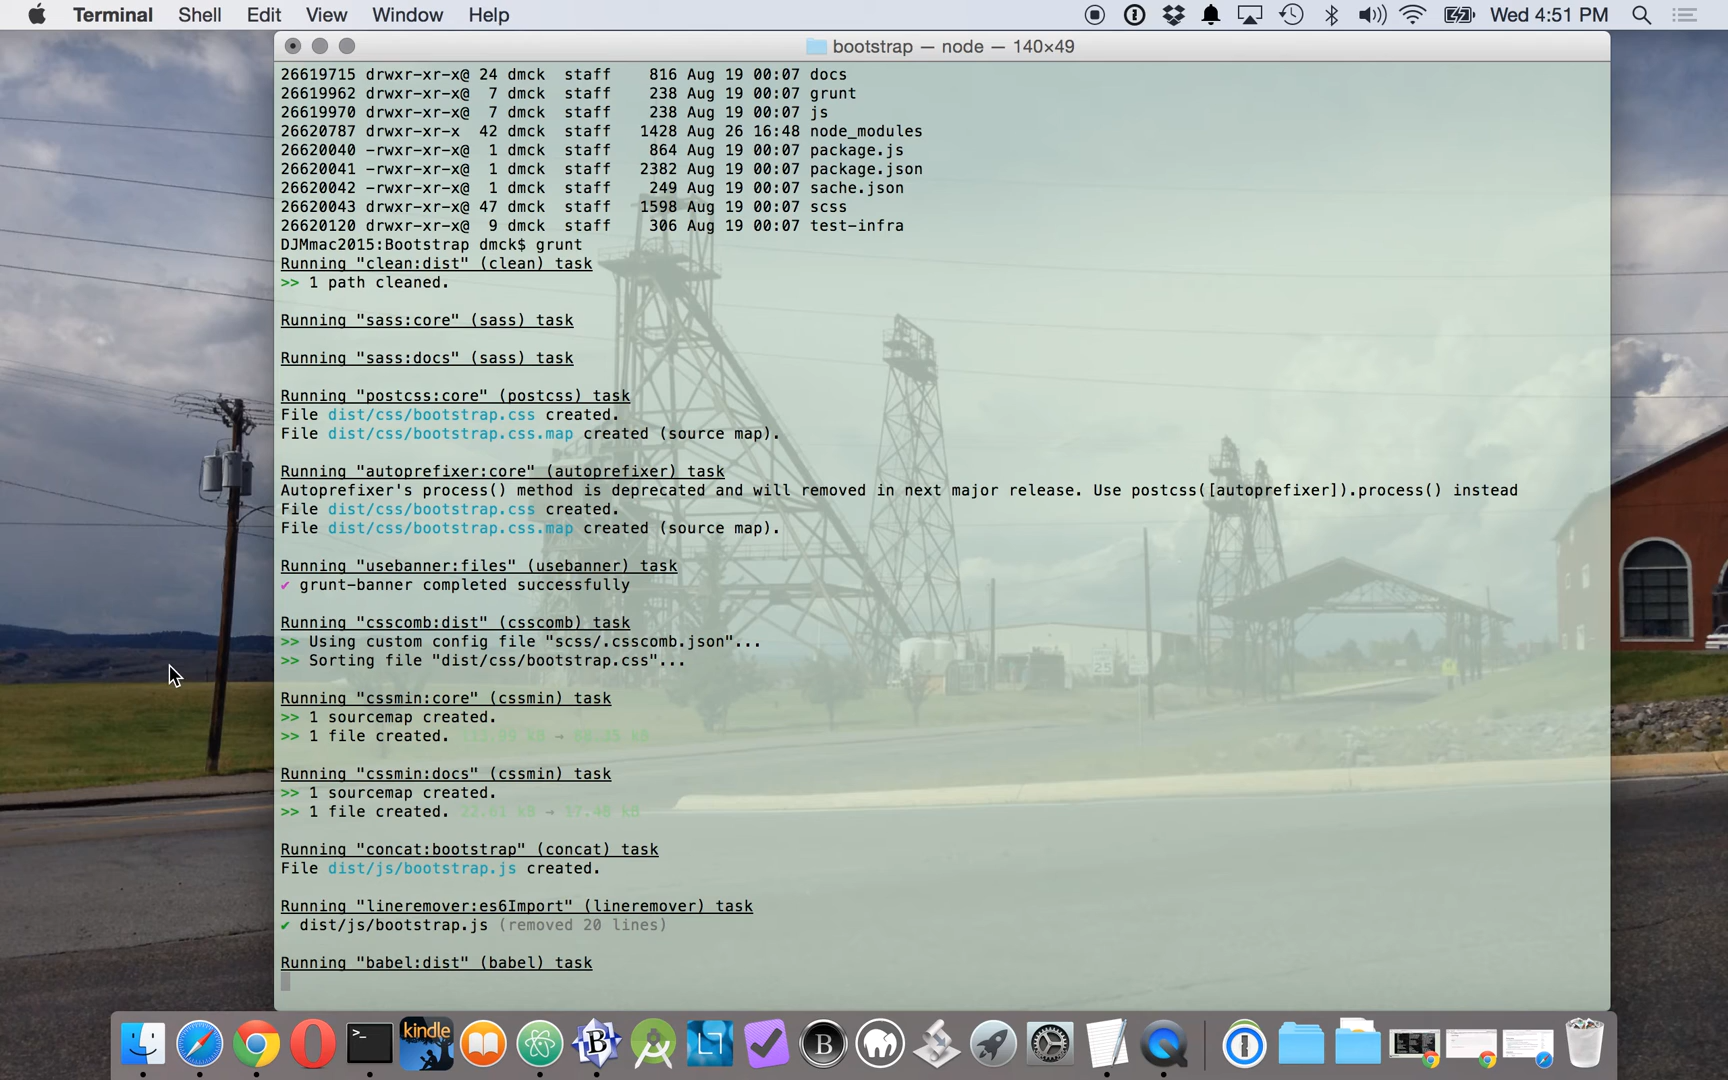 Terminal Shell Edit View Window Help Wed 4:51 PM
bootstrap — node — 140×49
26619715 drwxr-xr-x@ 24 dmck staff 816 Aug 19 00:07 docs
26619962 drwxr-xr-x@ 7 dmck staff 238 Aug 19 00:07 grunt
26619970 drwxr-xr-x@ 7 dmck staff 238 Aug 19 00:07 js
26620787 drwxr-xr-x 42 dmck staff 1428 Aug 26 16:48 node_modules
26620040 -rwxr-xr-x@ 1 dmck staff 864 Aug 19 00:07 package.js
26620041 -rwxr-xr-x@ 1 dmck staff 2382 Aug 19 00:07 package.json
26620042 -rwxr-xr-x@ 1 dmck staff 249 Aug 19 00:07 sache.json
26620043 drwxr-xr-x@ 47 dmck staff 1598 Aug 19 00:07 scss
26620120 drwxr-xr-x@ 9 dmck staff 306 Aug 19 00:07 test-infra
DJMmac2015:Bootstrap dmck$ grunt
Running "clean:dist" (clean) task
>> 1 path cleaned.
Running "sass:core" (sass) task
Running "sass:docs" (sass) task
Running "postcss:core" (postcss) task
File dist/css/bootstrap.css created.
File dist/css/bootstrap.css.map created (source map).
Running "autoprefixer:core" (autoprefixer) task
Autoprefixer's process() method is deprecated and will removed in next major release. Use postcss([autoprefixer]).process() instead
File dist/css/bootstrap.css created.
File dist/css/bootstrap.css.map created (source map).
Running "usebanner:files" (usebanner) task
✔ grunt-banner completed successfully
Running "csscomb:dist" (csscomb) task
>> Using custom config file "scss/.csscomb.json"...
>> Sorting file "dist/css/bootstrap.css"...
Running "cssmin:core" (cssmin) task
>> 1 sourcemap created.
>> 1 file created.
Running "cssmin:docs" (cssmin) task
>> 1 sourcemap created.
>> 1 file created. 22.01 kB → 17.48 kB
Running "concat:bootstrap" (concat) task
File dist/js/bootstrap.js created.
Running "lineremover:es6Import" (lineremover) task
✔ dist/js/bootstrap.js (removed 20 lines)
Running "babel:dist" (babel) task
25
>_
kindle
B
B